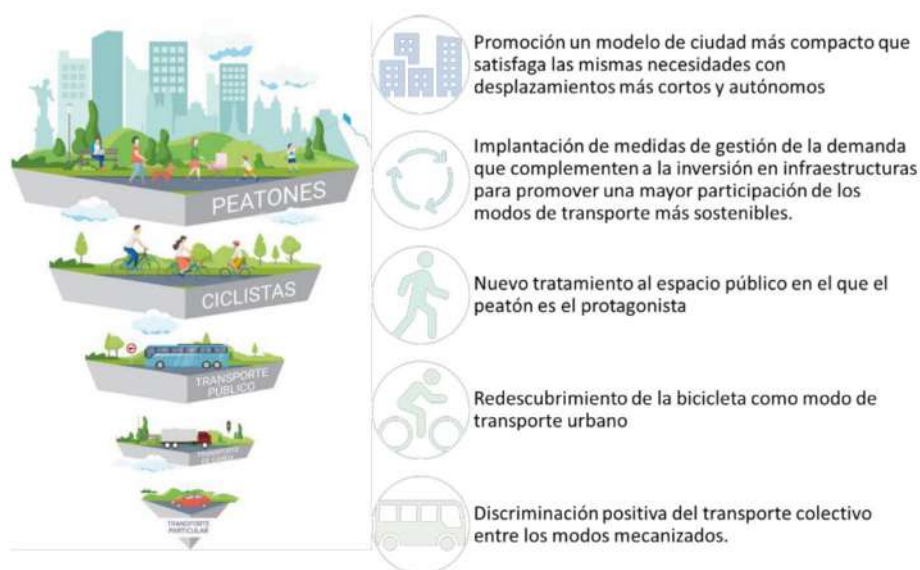 PEATONES
CICLISTAS
TRANSPORTE
PÚBLICO
TRANSPORTE
DE CARGA
TRANSPORTE
PARTICULAR
Promoción un modelo de ciudad más compacto que
satisfaga las mismas necesidades con
desplazamientos más cortos y autónomos
Implantación de medidas de gestión de la demanda
que complementen a la inversión en infraestructuras
para promover una mayor participación de los
modos de transporte más sostenibles.
Nuevo tratamiento al espacio público en el que el
peatón es el protagonista
Redescubrimiento de la bicicleta como modo de
transporte urbano
Discriminación positiva del transporte colectivo
entre los modos mecanizados.